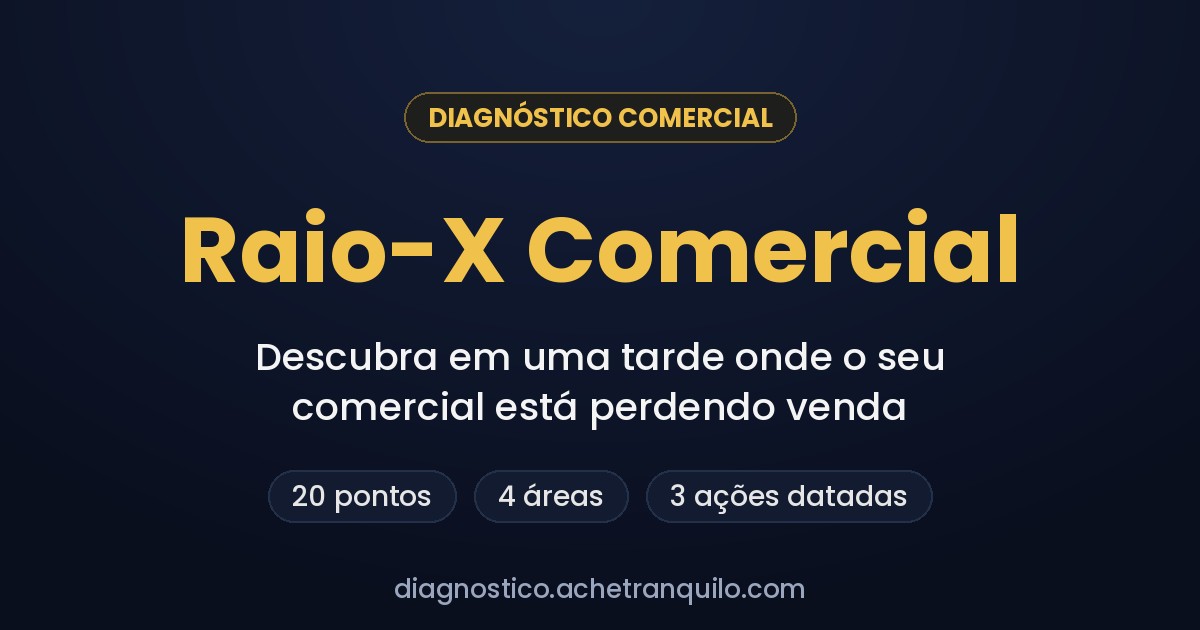 DIAGNÓSTICO COMERCIAL
Raio-X Comercial
Descubra em uma tarde onde o seu
comercial está perdendo venda
20 pontos
4 áreas
3 ações datadas
diagnostico.achetranquilo.com